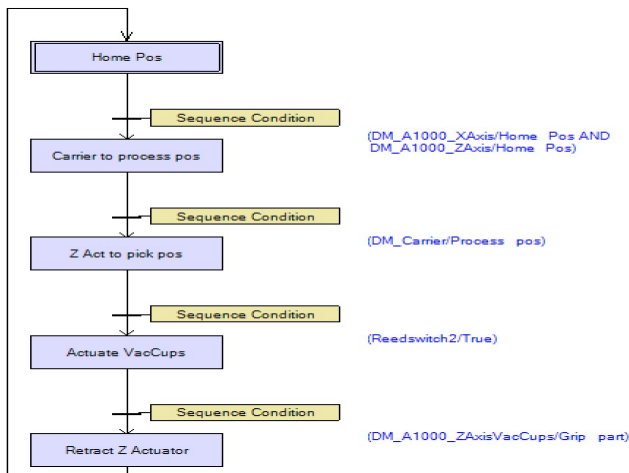 Home Pos
Sequence Condition
(DM_A1000_XAxis/Home Pos AND
DM_A1000_ZAxis/Home Pos)
Carrier to process pos
Sequence Condition
(DM_Carrier/Process pos)
Z Act to pick pos
Sequence Condition
(Reedswitch2/True)
Actuate VacCups
Sequence Condition
(DM_A1000_ZAxisVacCups/Grip part)
Retract Z Actuator